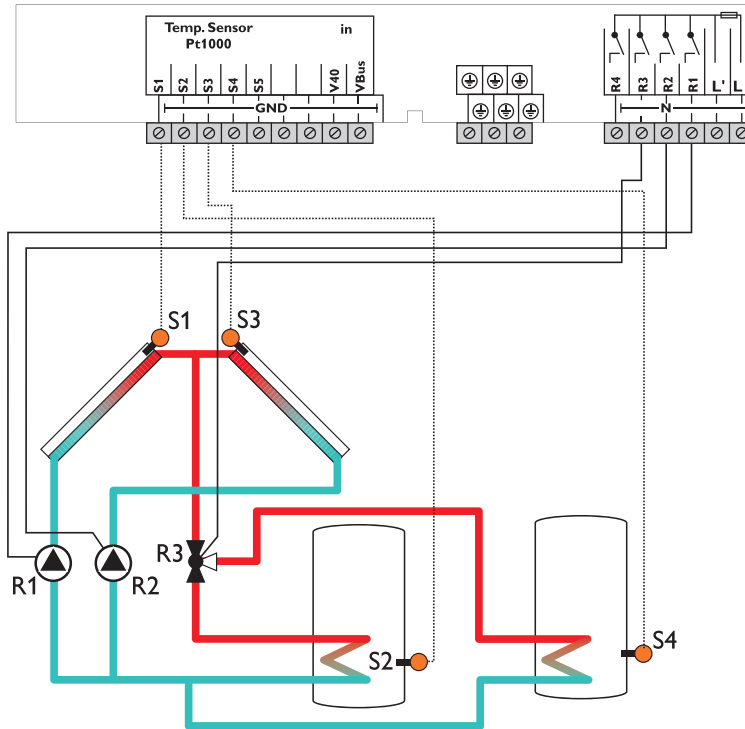 Temp. Sensor in
Pt1000
S1 S2 S3 S4 S5 V40 VBus
GND
R4 R3 R2 R1 L' L
N
S1 S3
R1 R2 R3
S2 S4